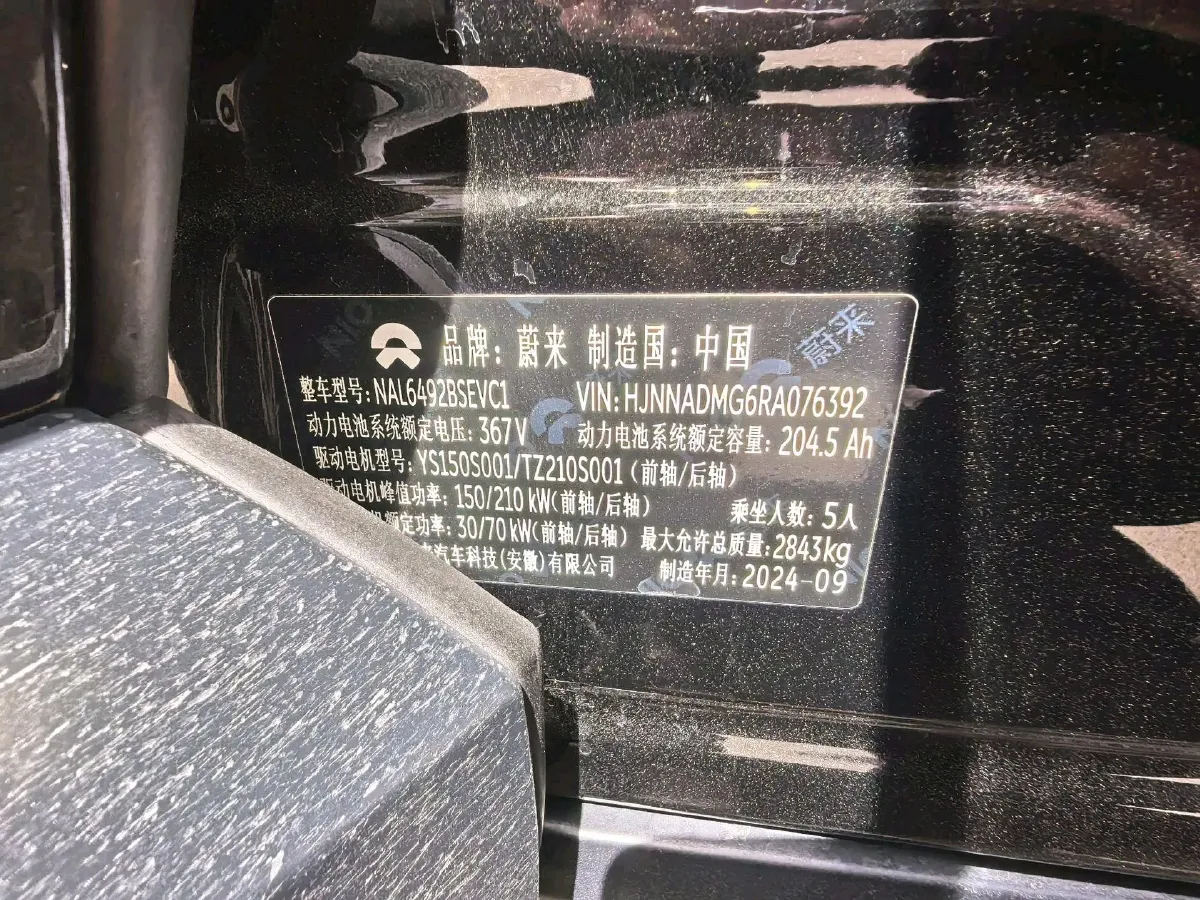 品牌：蔚来 制造国：中国
整车型号：NAL6492BSEVC1 VIN：HJNNADMG6RA076392
动力电池系统额定电压：367V 动力电池系统额定容量：204.5 Ah
驱动电机型号：YS150S001/TZ210S001（前轴/后轴）
驱动电机峰值功率：150/210 kW（前轴/后轴） 乘坐人数：5人
额定功率：30/70 kW（前轴/后轴） 最大允许总质量：2843kg
汽车科技（安徽）有限公司 制造年月：2024-09
NIO
蔚来
NIO
NIO